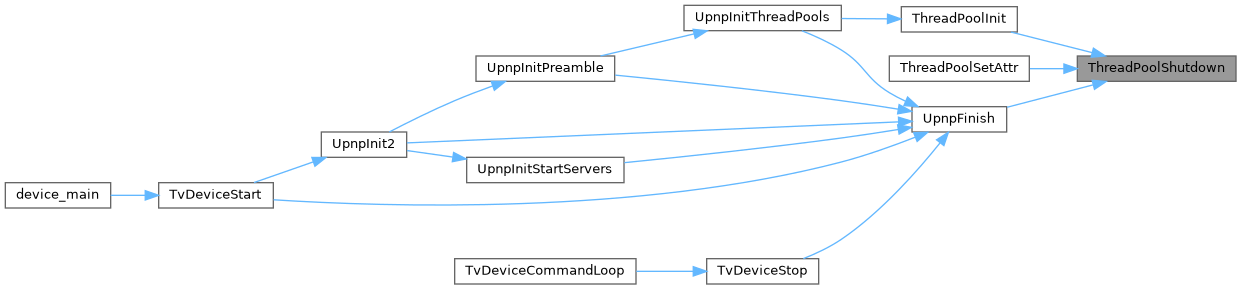 UpnpInitThreadPools
ThreadPoolInit
UpnpInitPreamble
ThreadPoolSetAttr
ThreadPoolShutdown
UpnpFinish
UpnpInit2
UpnpInitStartServers
device_main
TvDeviceStart
TvDeviceCommandLoop
TvDeviceStop